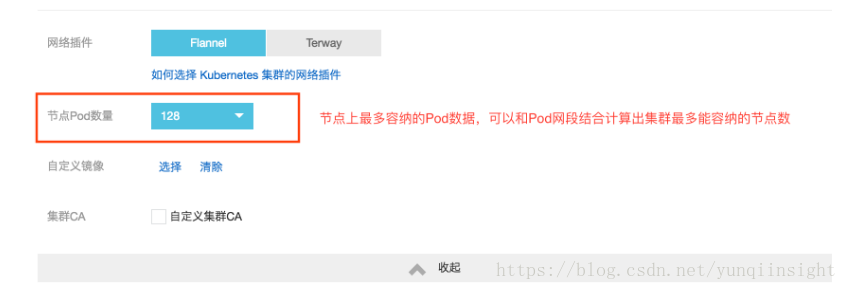 网络插件 Flannel Terway
如何选择 Kubernetes 集群的网络插件
节点Pod数量 128 节点上最多容纳的Pod数据，可以和Pod网段结合计算出集群最多能容纳的节点数
自定义镜像 选择 清除
集群CA 自定义集群CA
收起 https://blog.csdn.net/yunqiinsight